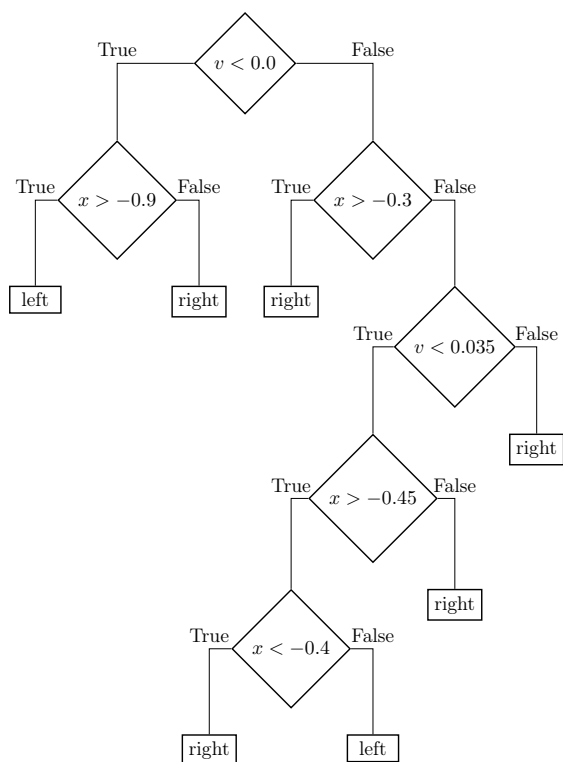 True
False
v < 0.0
True
False
True
False
x > −0.9
x > −0.3
left
right
right
True
False
v < 0.035
right
True
False
x > −0.45
right
True
False
x < −0.4
right
left